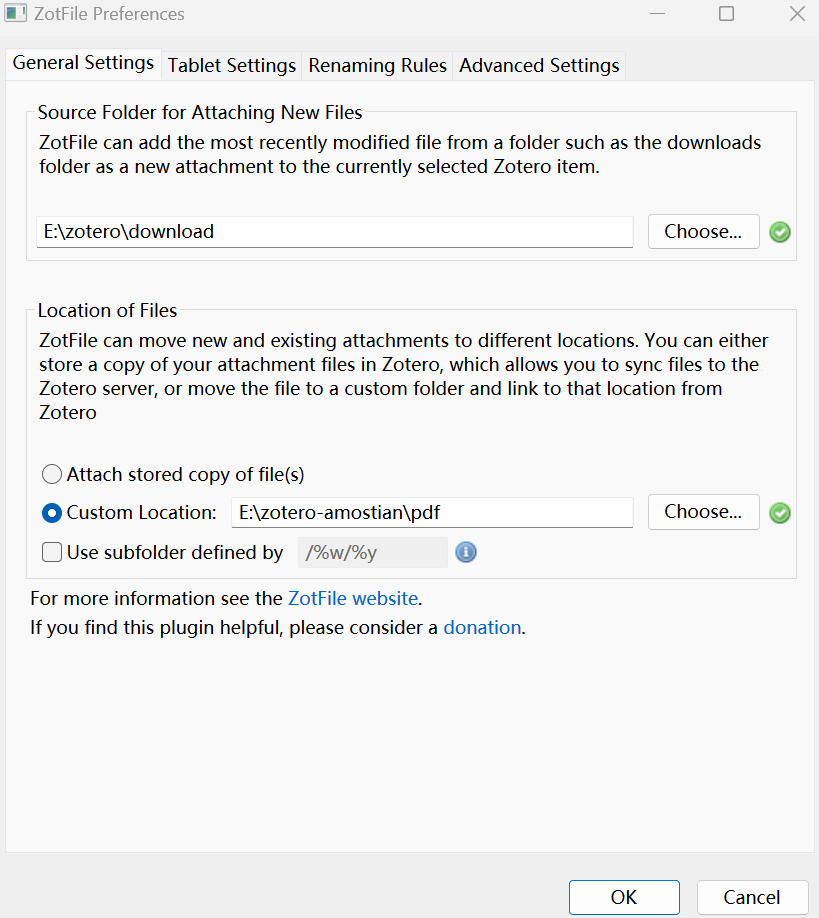 ZotFile Preferences
General Settings
Tablet Settings
Renaming Rules
Advanced Settings
Source Folder for Attaching New Files
ZotFile can add the most recently modified file from a folder such as the downloads
folder as a new attachment to the currently selected Zotero item.
E:\zotero\download
Choose...
Location of Files
ZotFile can move new and existing attachments to different locations. You can either
store a copy of your attachment files in Zotero, which allows you to sync files to the
Zotero server, or move the file to a custom folder and link to that location from
Zotero
Attach stored copy of file(s)
Custom Location:
E:\zotero-amostian\pdf
Choose...
Use subfolder defined by
/%w/%y
For more information see the ZotFile website.
If you find this plugin helpful, please consider a donation.
OK
Cancel